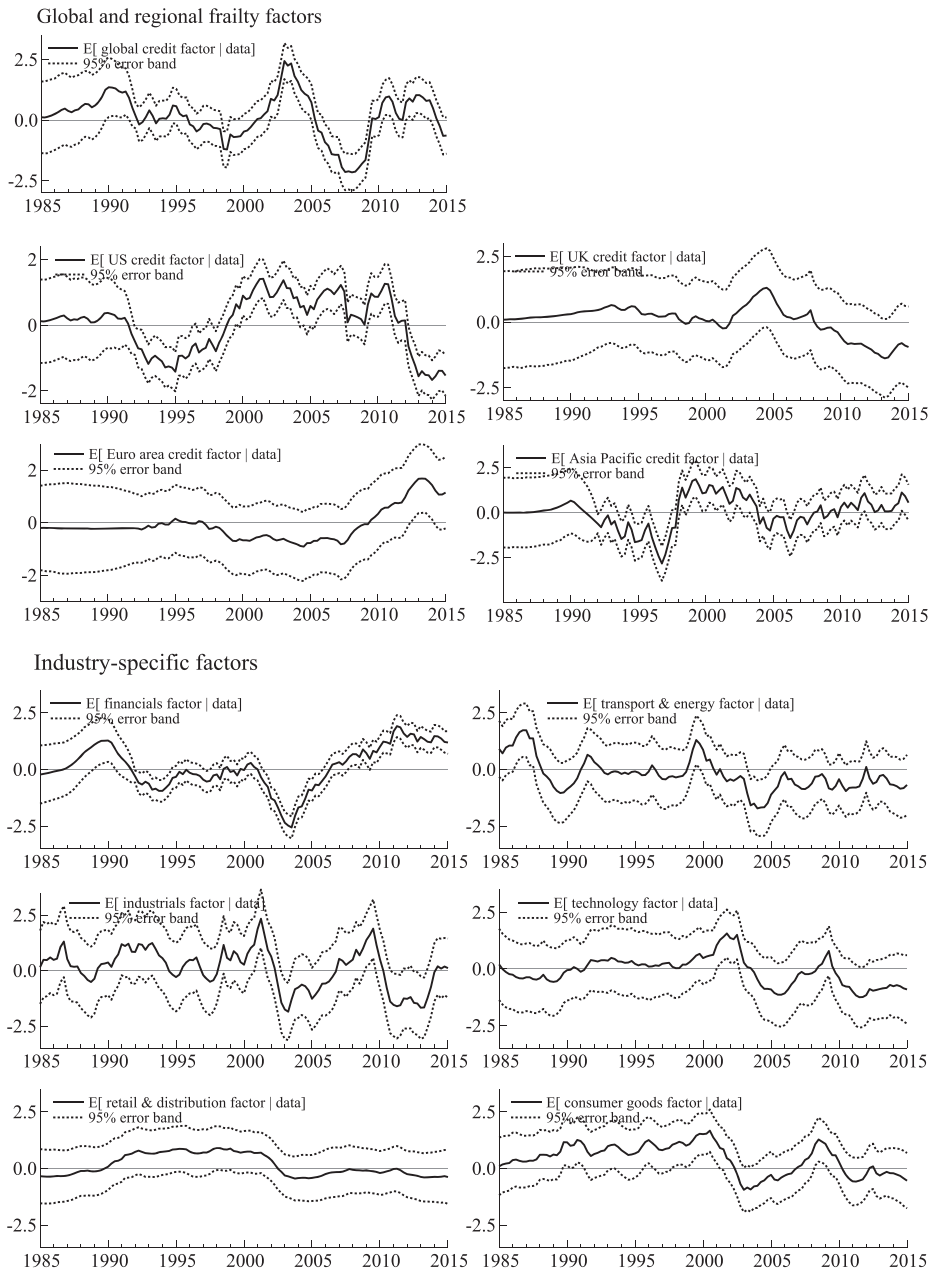 Global and regional frailty factors
E[ global credit factor | data]
2.5
95% error band
0.0
-2.5
1985 1990 1995 2000 2005 2010 2015
2
E[ US credit factor | data]
95% error band
0
-2
1985 1990 1995 2000 2005 2010 2015
2.5
E[ UK credit factor | data]
95% error band
0.0
-2.5
1985 1990 1995 2000 2005 2010 2015
E[ Euro area credit factor | data]
2
95% error band
0
-2
1985 1990 1995 2000 2005 2010 2015
E[ Asia Pacific credit factor | data]
2.5
95% error band
0.0
-2.5
1985 1990 1995 2000 2005 2010 2015
Industry-specific factors
E[ financials factor | data]
2.5
95% error band
0.0
-2.5
1985 1990 1995 2000 2005 2010 2015
E[ transport & energy factor | data]
2.5
95% error band
0.0
-2.5
1985 1990 1995 2000 2005 2010 2015
E[ industrials factor | data]
2.5
95% error band
0.0
-2.5
1985 1990 1995 2000 2005 2010 2015
E[ technology factor | data]
2.5
95% error band
0.0
-2.5
1985 1990 1995 2000 2005 2010 2015
E[ retail & distribution factor | data]
2.5
95% error band
0.0
-2.5
1985 1990 1995 2000 2005 2010 2015
E[ consumer goods factor | data]
2.5
95% error band
0.0
-2.5
1985 1990 1995 2000 2005 2010 2015